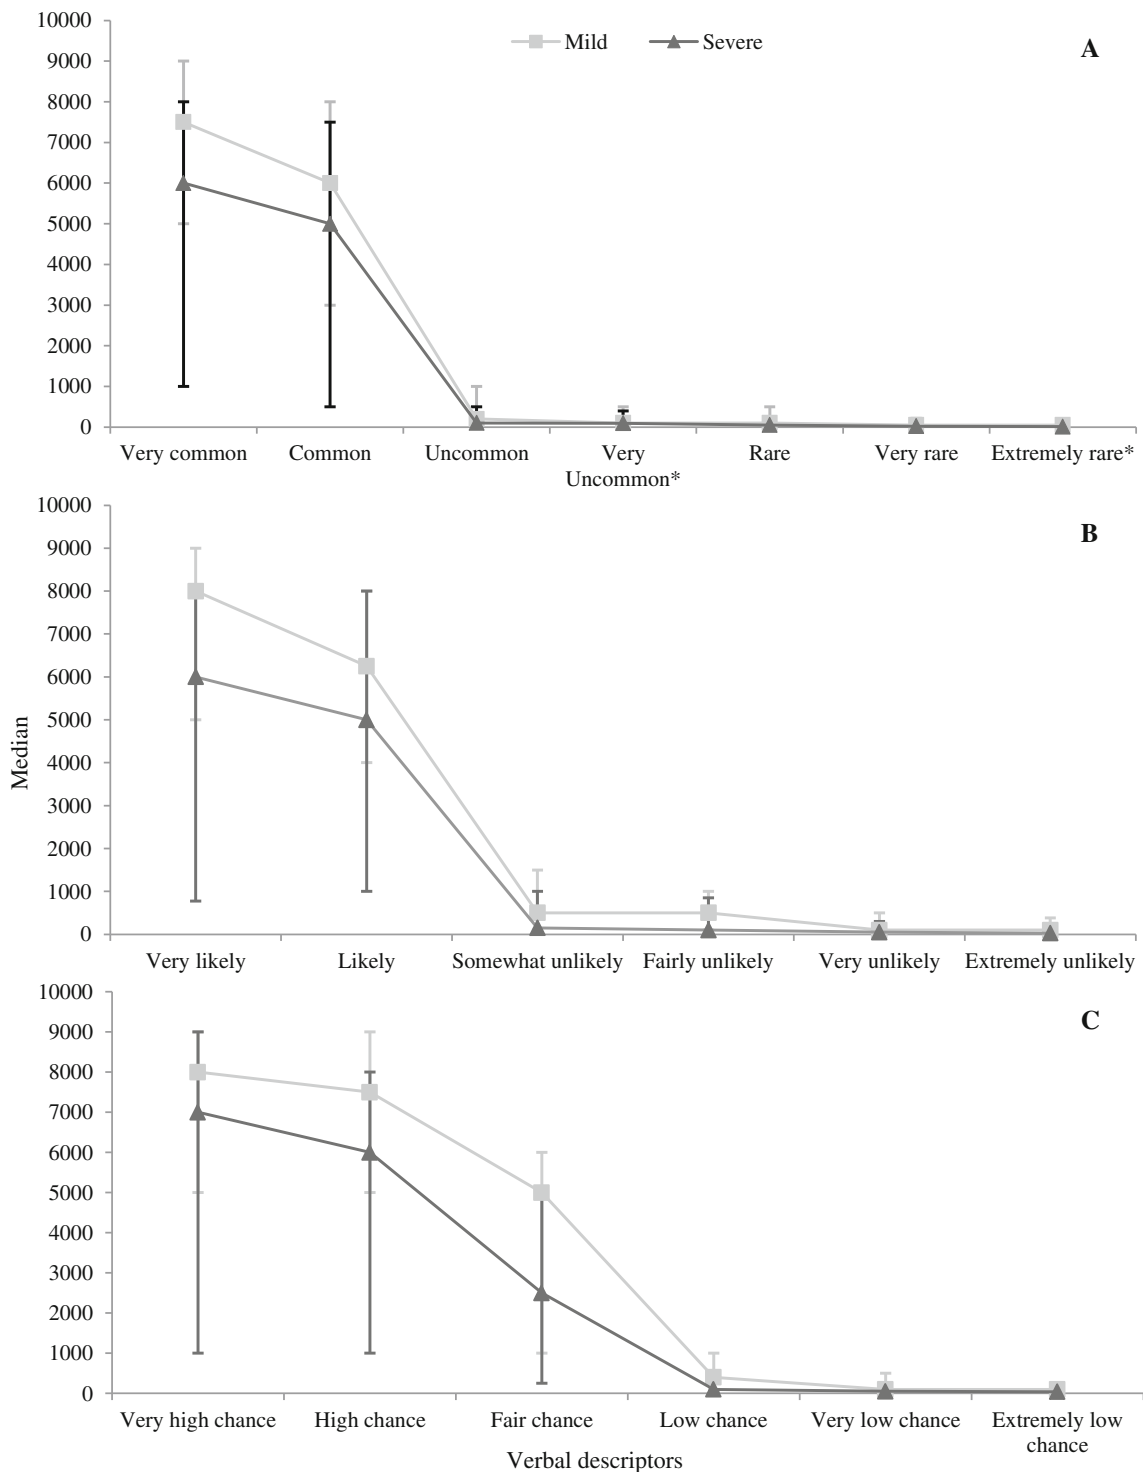 10000
Mild
Severe
A
9000
8000
7000
6000
5000
4000
3000
2000
1000
0
Very common
Common
Uncommon
Very
Uncommon*
Rare
Very rare
Extremely rare*
Median
10000
B
9000
8000
7000
6000
5000
4000
3000
2000
1000
0
Very likely
Likely
Somewhat unlikely
Fairly unlikely
Very unlikely
Extremely unlikely
10000
C
9000
8000
7000
6000
5000
4000
3000
2000
1000
0
Very high chance
High chance
Fair chance
Low chance
Very low chance
Extremely low
chance
Verbal descriptors